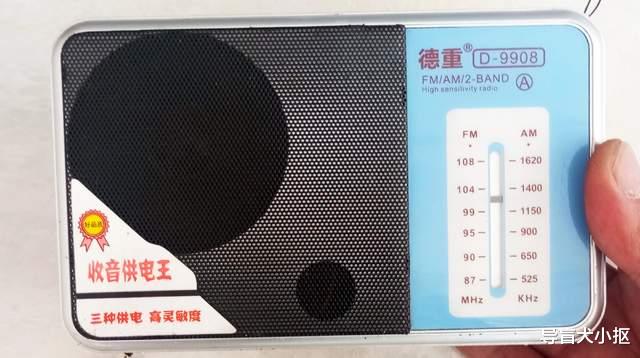 德重® D-9908
FM/AM/2-BAND Ⓐ
High sensitivity radio
FM AM
108 1620
104 1400
99 1150
95 900
90 650
87 525
MHz KHz
好品质
收音供电王
三种供电 高灵敏度
导盲犬小抠